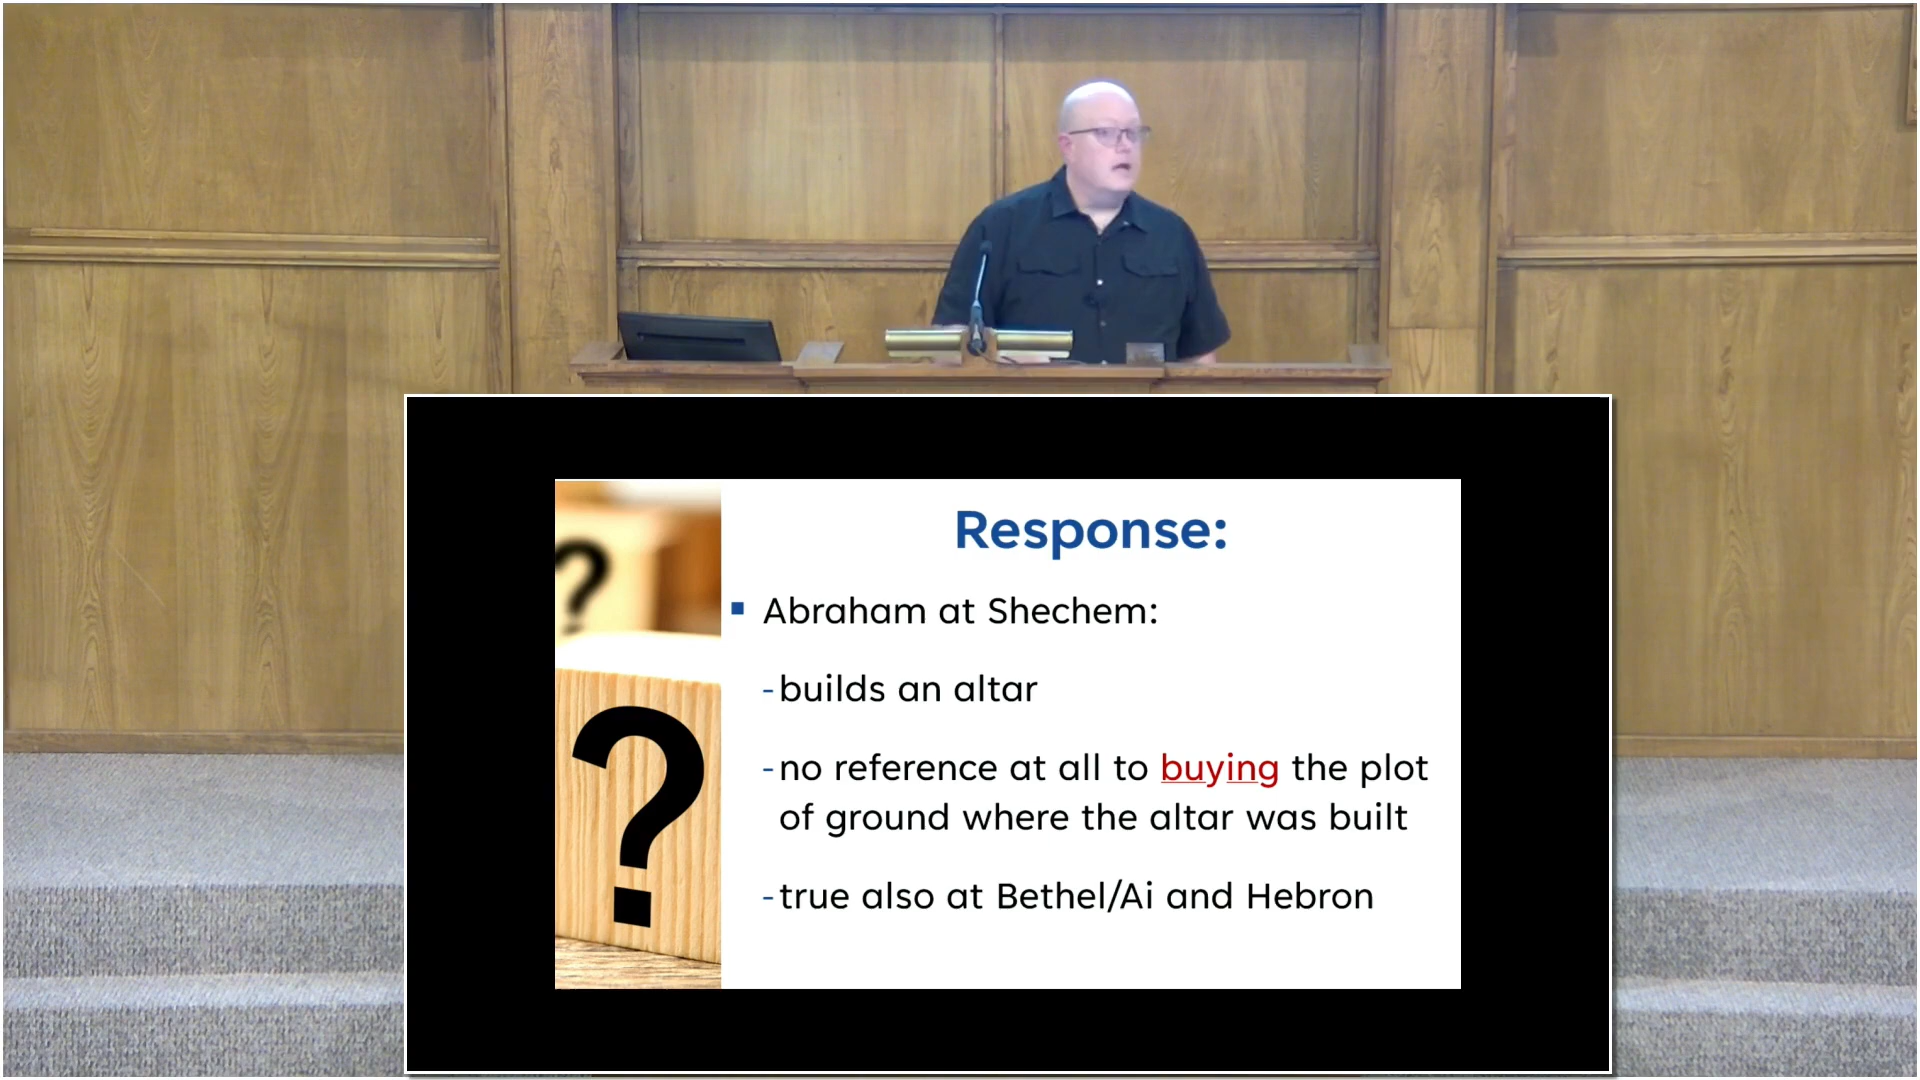 Response:
▪ Abraham at Shechem:
-builds an altar
-no reference at all to buying the plot
of ground where the altar was built
-true also at Bethel/Ai and Hebron
?
?